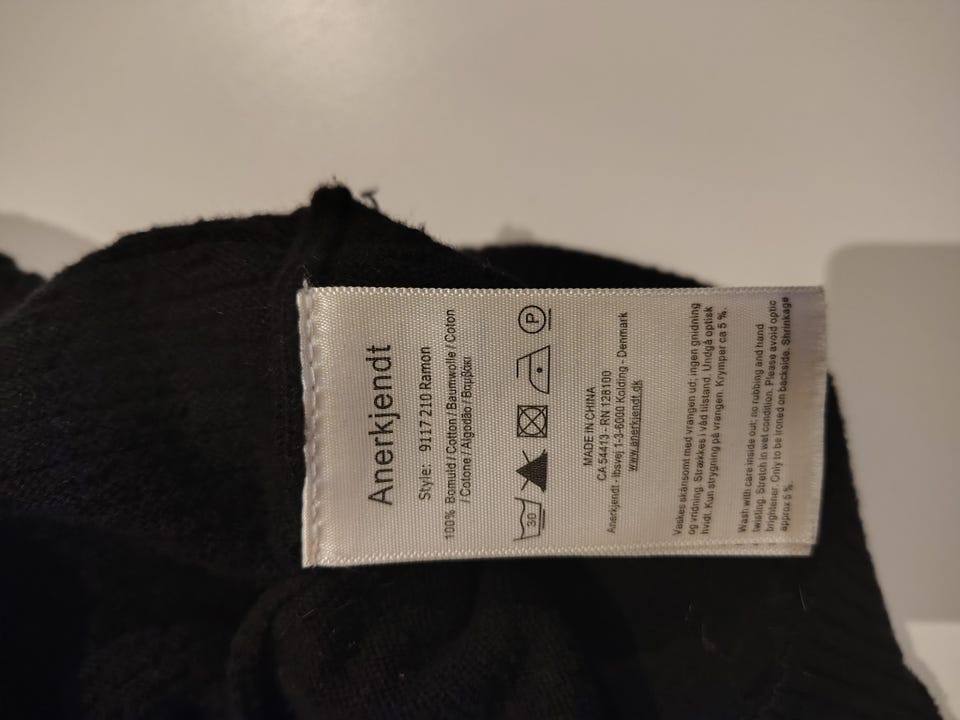 Anerkjendt
Style: 9117 210 Ramon
100% Bomuld / Cotton / Baumwolle / Coton
/ Cotone / Algodão / Βαμβάκι
30 P
MADE IN CHINA
CA 54413 - RN 128100
Anerkjendt - Ibsvej 1-3-6000 Kolding - Denmark
www.anerkjendt.dk
Vaskes skånsomt med vrangen ud; ingen gnidning
og vridning. Strækkes i våd tilstand. Undgå optisk
hvidt. Kun strygning på vrangen. Krymper ca 5 %.
Wash with care inside out; no rubbing and hand
twisting. Stretch in wet condition. Please avoid optic
brightener. Only to be ironed on backside. Shrinkage
approx 5 %.